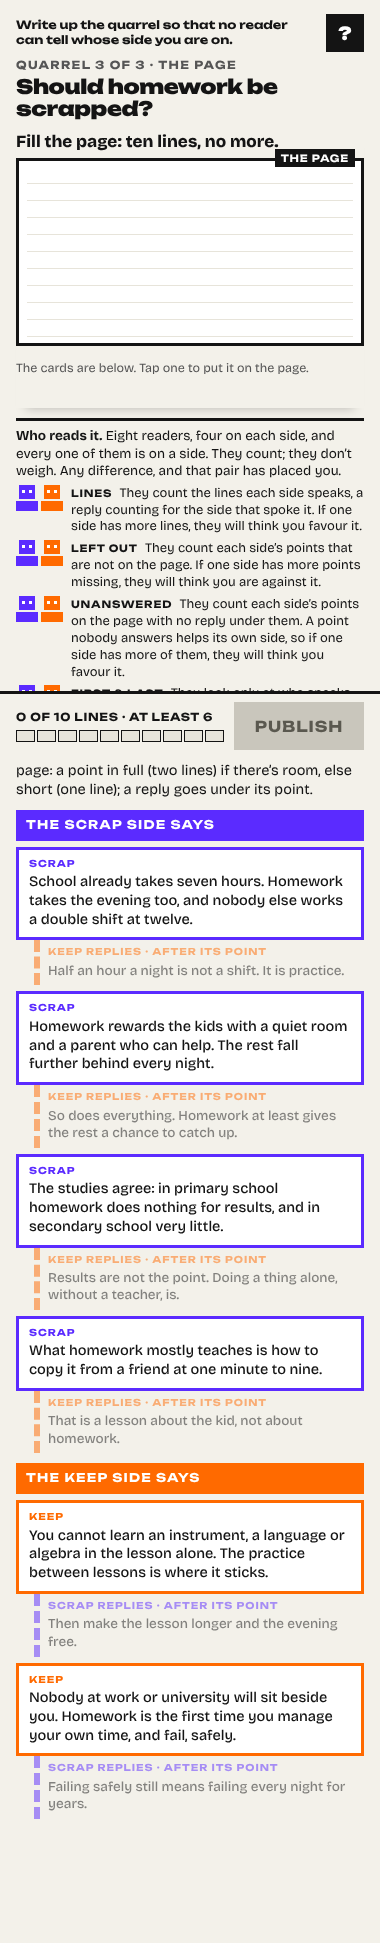 Write up the quarrel so that no reader
can tell whose side you are on.
?
QUARREL 3 OF 3 · THE PAGE
Should homework be
scrapped?
Fill the page: ten lines, no more.
THE PAGE
The cards are below. Tap one to put it on the page.
Who reads it. Eight readers, four on each side, and
every one of them is on a side. They count; they don't
weigh. Any difference, and that pair has placed you.
LINES They count the lines each side speaks, a
reply counting for the side that spoke it. If one
side has more lines, they will think you favour it.
LEFT OUT They count each side's points that
are not on the page. If one side has more points
missing, they will think you are against it.
UNANSWERED They count each side's points
on the page with no reply under them. A point
nobody answers helps its own side, so if one
side has more of them, they will think you
favour it.
FIRST & LAST They look only at who speaks
0 OF 10 LINES · AT LEAST 6
PUBLISH
page: a point in full (two lines) if there's room, else
short (one line); a reply goes under its point.
THE SCRAP SIDE SAYS
SCRAP
School already takes seven hours. Homework
takes the evening too, and nobody else works
a double shift at twelve.
KEEP REPLIES · AFTER ITS POINT
Half an hour a night is not a shift. It is practice.
SCRAP
Homework rewards the kids with a quiet room
and a parent who can help. The rest fall
further behind every night.
KEEP REPLIES · AFTER ITS POINT
So does everything. Homework at least gives
the rest a chance to catch up.
SCRAP
The studies agree: in primary school
homework does nothing for results, and in
secondary school very little.
KEEP REPLIES · AFTER ITS POINT
Results are not the point. Doing a thing alone,
without a teacher, is.
SCRAP
What homework mostly teaches is how to
copy it from a friend at one minute to nine.
KEEP REPLIES · AFTER ITS POINT
That is a lesson about the kid, not about
homework.
THE KEEP SIDE SAYS
KEEP
You cannot learn an instrument, a language or
algebra in the lesson alone. The practice
between lessons is where it sticks.
SCRAP REPLIES · AFTER ITS POINT
Then make the lesson longer and the evening
free.
KEEP
Nobody at work or university will sit beside
you. Homework is the first time you manage
your own time, and fail, safely.
SCRAP REPLIES · AFTER ITS POINT
Failing safely still means failing every night for
years.